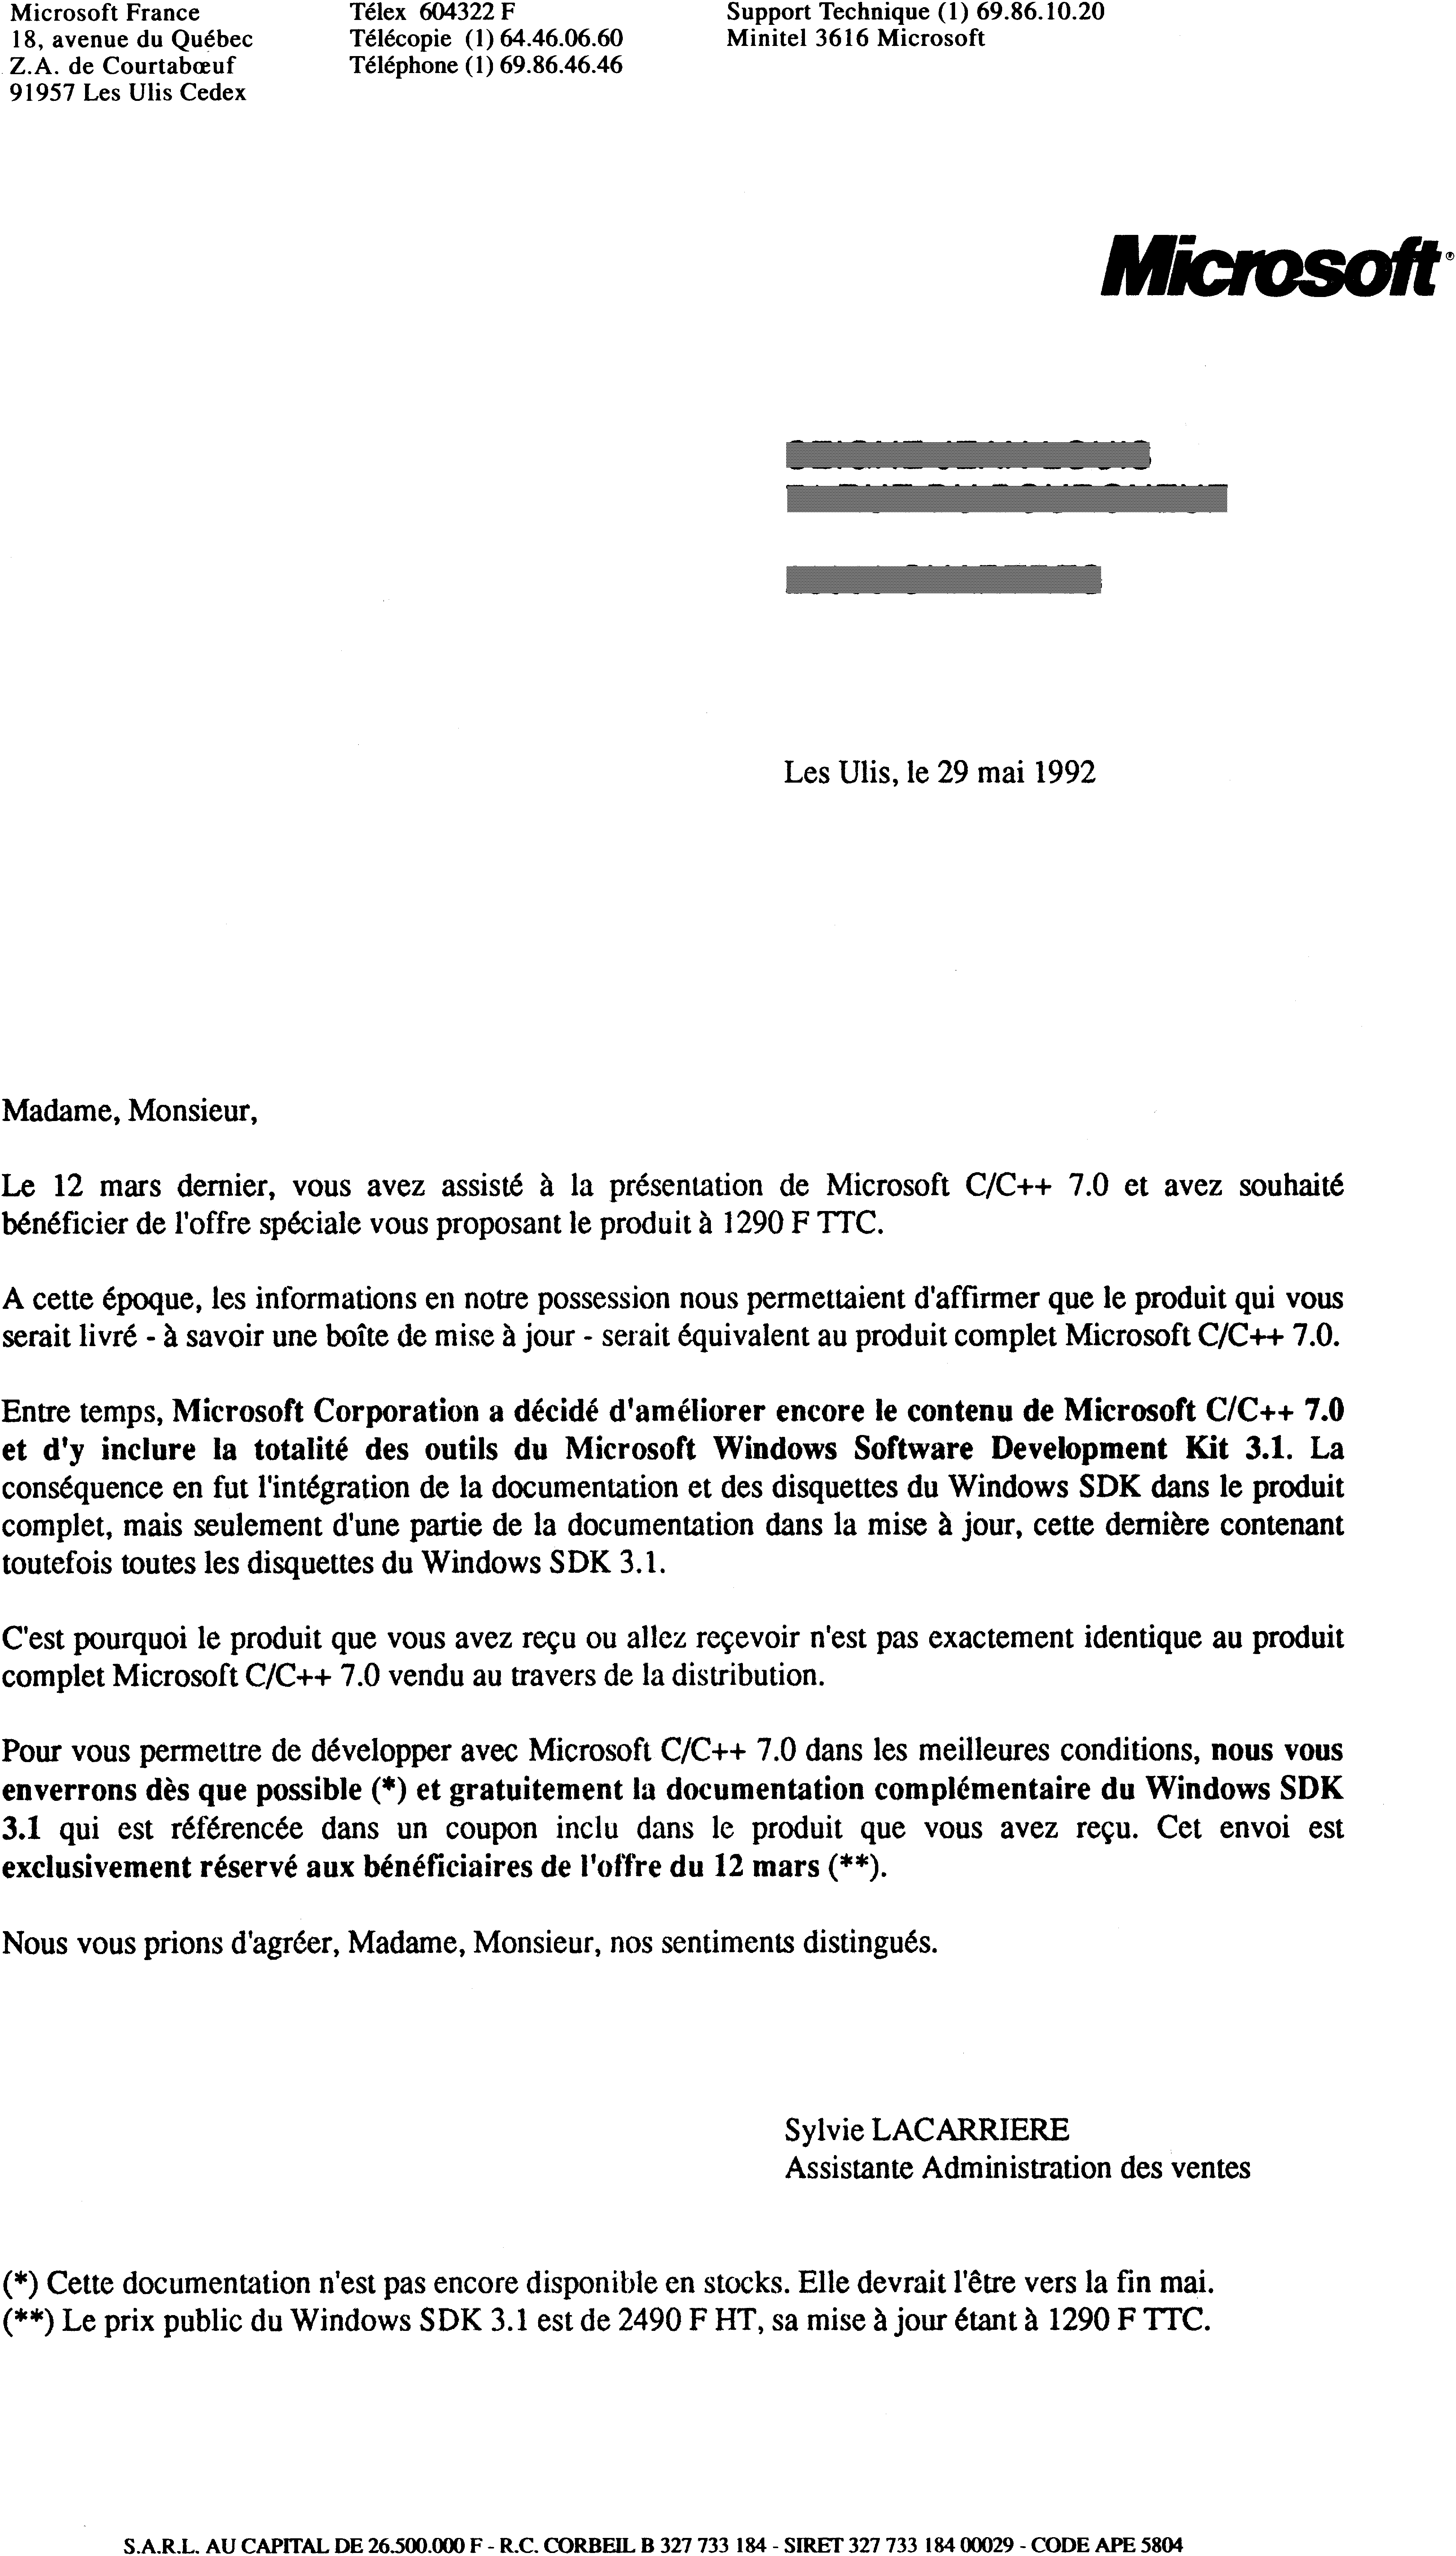 Microsoft France
18, avenue du Québec
Z.A. de Courtabœuf
91957 Les Ulis Cedex
Télex 604322 F
Télécopie (1) 64.46.06.60
Téléphone (1) 69.86.46.46
Support Technique (1) 69.86.10.20
Minitel 3616 Microsoft
Microsoft®
Les Ulis, le 29 mai 1992
Madame, Monsieur,
Le 12 mars dernier, vous avez assisté à la présentation de Microsoft C/C++ 7.0 et avez souhaité
bénéficier de l'offre spéciale vous proposant le produit à 1290 F TTC.
A cette époque, les informations en notre possession nous permettaient d'affirmer que le produit qui vous
serait livré - à savoir une boîte de mise à jour - serait équivalent au produit complet Microsoft C/C++ 7.0.
Entre temps, Microsoft Corporation a décidé d'améliorer encore le contenu de Microsoft C/C++ 7.0
et d'y inclure la totalité des outils du Microsoft Windows Software Development Kit 3.1. La
conséquence en fut l'intégration de la documentation et des disquettes du Windows SDK dans le produit
complet, mais seulement d'une partie de la documentation dans la mise à jour, cette dernière contenant
toutefois toutes les disquettes du Windows SDK 3.1.
C'est pourquoi le produit que vous avez reçu ou allez reçevoir n'est pas exactement identique au produit
complet Microsoft C/C++ 7.0 vendu au travers de la distribution.
Pour vous permettre de développer avec Microsoft C/C++ 7.0 dans les meilleures conditions, nous vous
enverrons dès que possible (*) et gratuitement la documentation complémentaire du Windows SDK
3.1 qui est référencée dans un coupon inclu dans le produit que vous avez reçu. Cet envoi est
exclusivement réservé aux bénéficiaires de l'offre du 12 mars (**).
Nous vous prions d'agréer, Madame, Monsieur, nos sentiments distingués.
Sylvie LACARRIERE
Assistante Administration des ventes
(*) Cette documentation n'est pas encore disponible en stocks. Elle devrait l'être vers la fin mai.
(**) Le prix public du Windows SDK 3.1 est de 2490 F HT, sa mise à jour étant à 1290 F TTC.
S.A.R.L. AU CAPITAL DE 26.500.000 F - R.C. CORBEIL B 327 733 184 - SIRET 327 733 184 00029 - CODE APE 5804